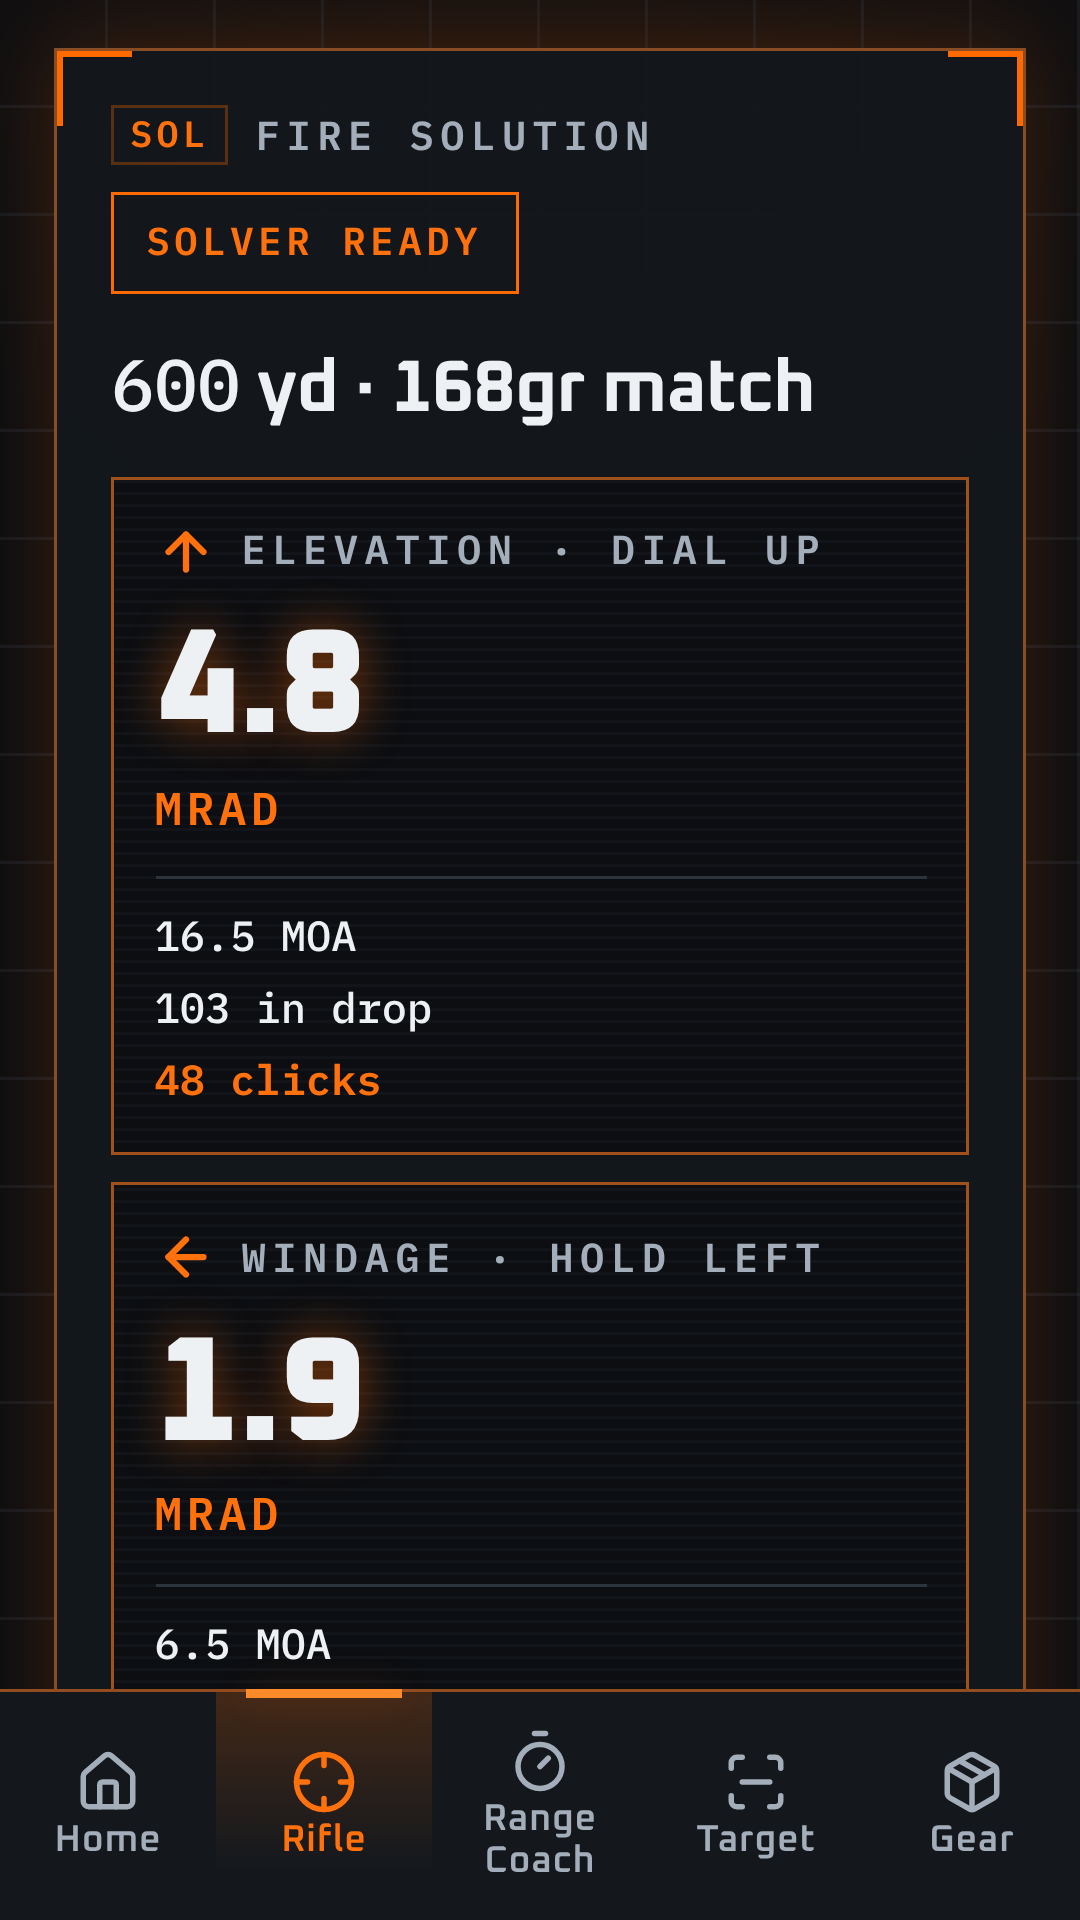 SOL FIRE SOLUTION
SOLVER READY
600 yd · 168gr match
ELEVATION · DIAL UP
4.8
MRAD
16.5 MOA
103 in drop
48 clicks
WINDAGE · HOLD LEFT
1.9
MRAD
6.5 MOA
Home
Rifle
Range
Coach
Target
Gear